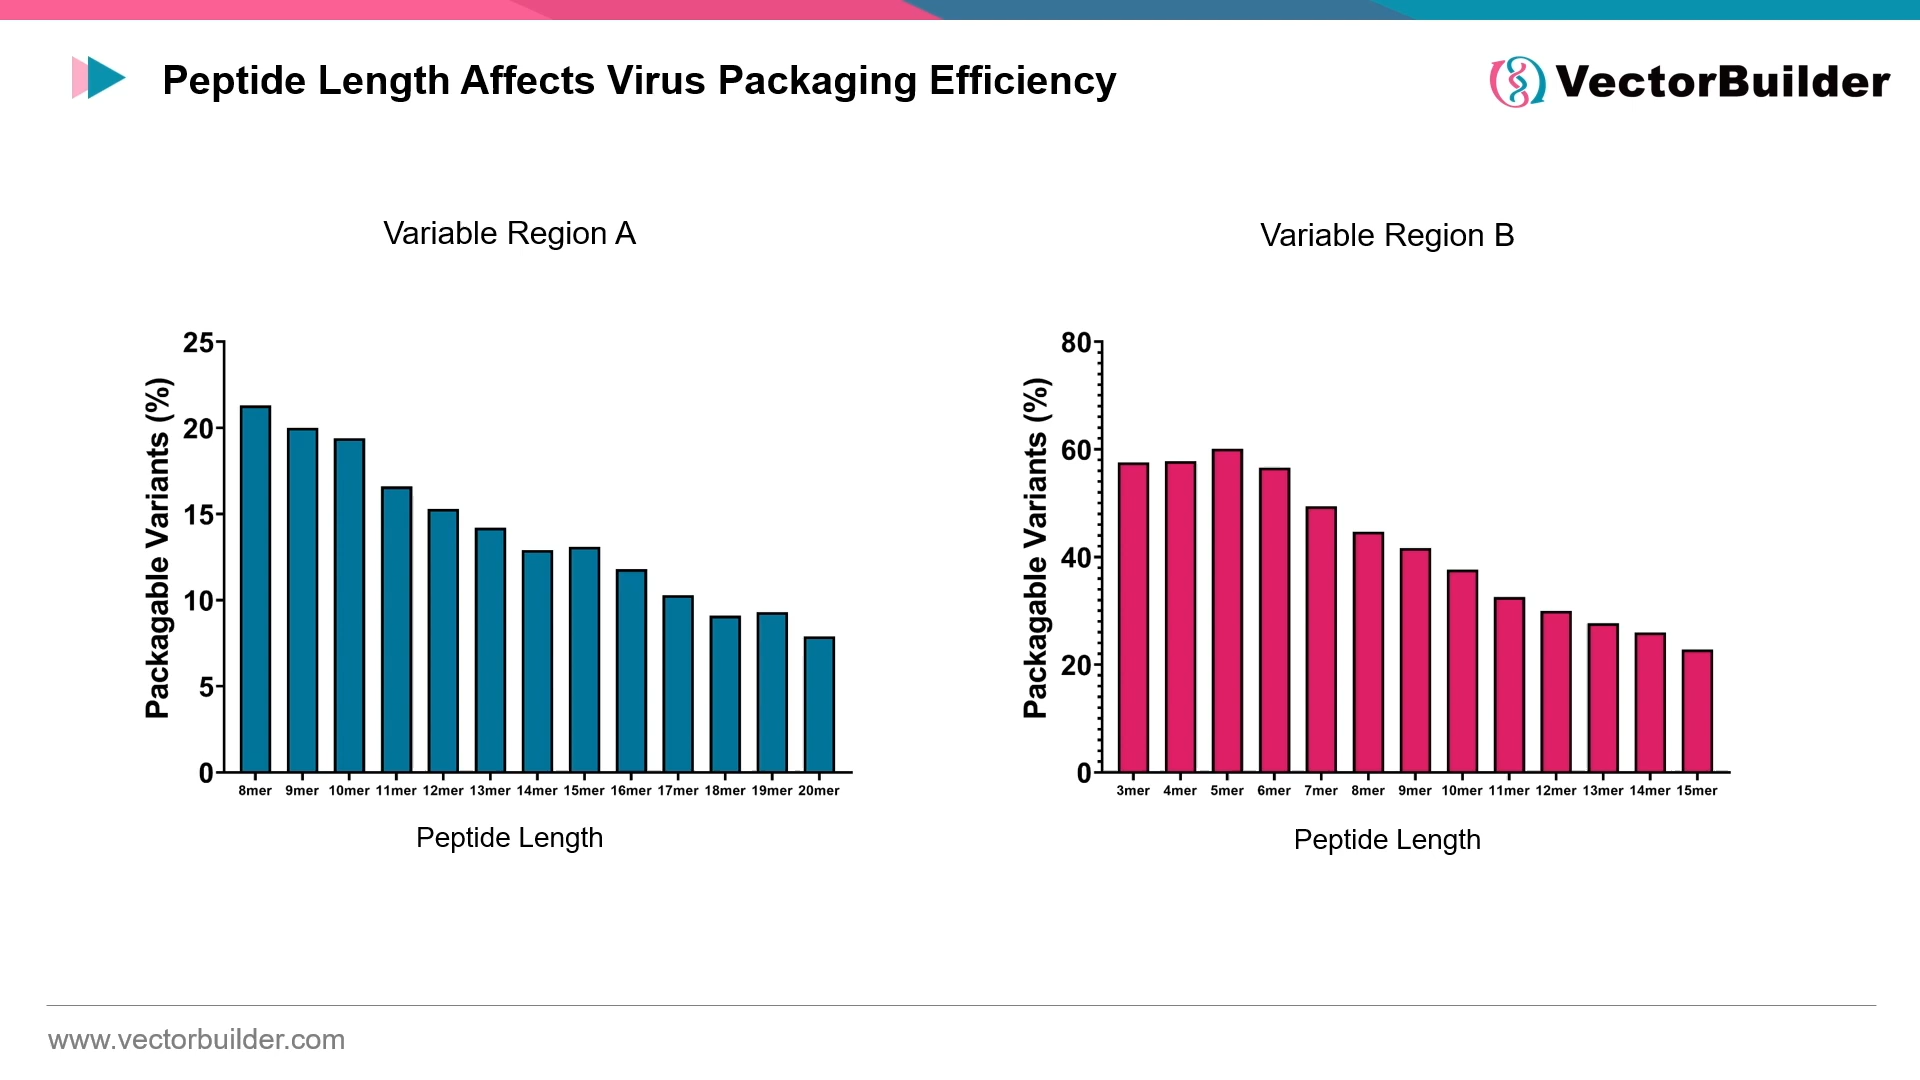 Peptide Length Affects Virus Packaging Efficiency
VectorBuilder
Variable Region A
Packagable Variants (%)
25
20
15
10
5
0
8mer 9mer 10mer 11mer 12mer 13mer 14mer 15mer 16mer 17mer 18mer 19mer 20mer
Peptide Length
Variable Region B
Packagable Variants (%)
80
60
40
20
0
3mer 4mer 5mer 6mer 7mer 8mer 9mer 10mer 11mer 12mer 13mer 14mer 15mer
Peptide Length
www.vectorbuilder.com